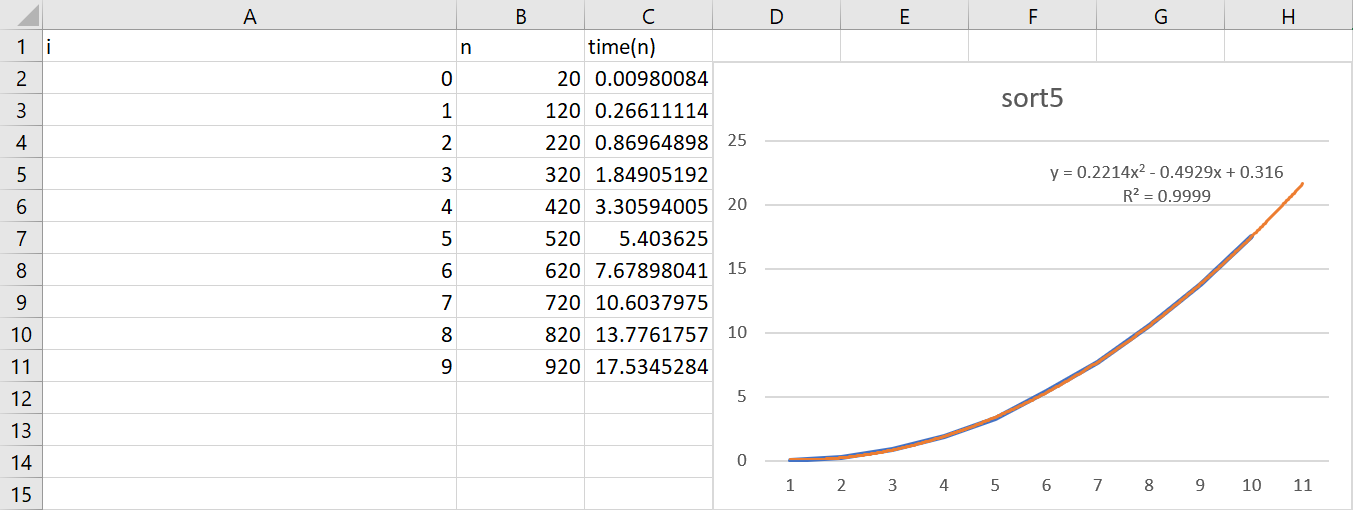 A B C D E F G H
1 i n time(n)
2 0 20 0.00980084
3 1 120 0.26611114
4 2 220 0.86964898
5 3 320 1.84905192
6 4 420 3.30594005
7 5 520 5.403625
8 6 620 7.67898041
9 7 720 10.6037975
10 8 820 13.7761757
11 9 920 17.5345284
12
13
14
15
sort5
25
y = 0.2214x² - 0.4929x + 0.316
R² = 0.9999
20
15
10
5
0
1 2 3 4 5 6 7 8 9 10 11